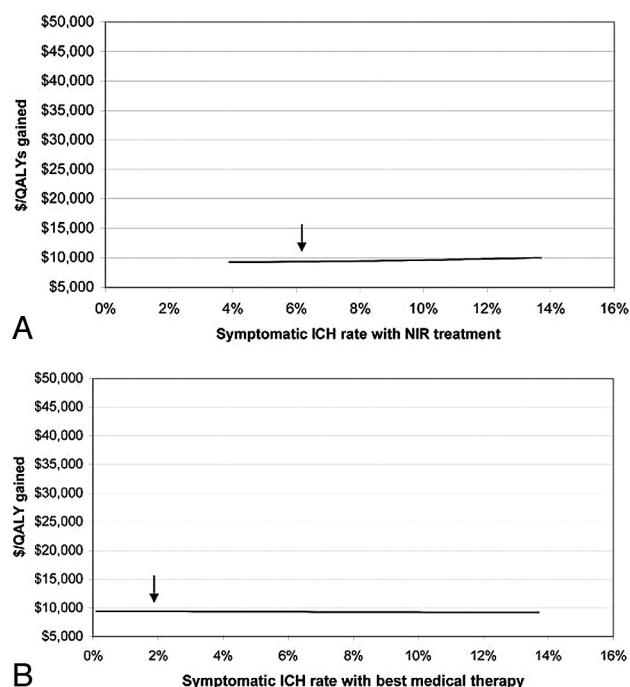 $50,000
$45,000
$40,000
$35,000
$30,000
$25,000
$20,000
$15,000
$10,000
$5,000
$/QALYs gained
0% 2% 4% 6% 8% 10% 12% 14% 16%
Symptomatic ICH rate with NIR treatment
A
$50,000
$45,000
$40,000
$35,000
$30,000
$25,000
$20,000
$15,000
$10,000
$5,000
$/QALY gained
0% 2% 4% 6% 8% 10% 12% 14% 16%
Symptomatic ICH rate with best medical therapy
B